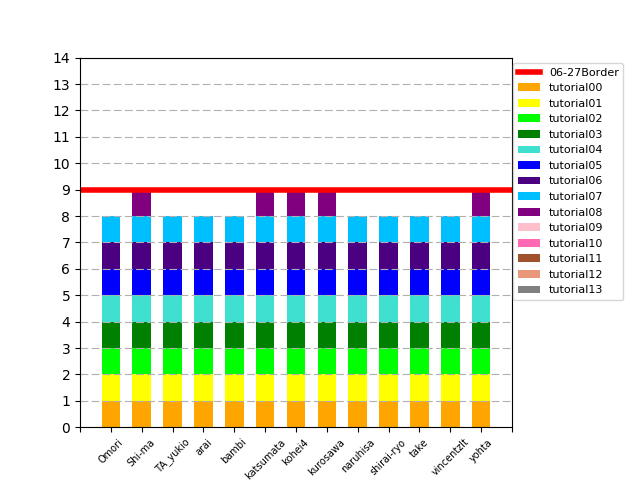 14
13
12
11
10
9
8
7
6
5
4
3
2
1
0
06-27Border
tutorial00
tutorial01
tutorial02
tutorial03
tutorial04
tutorial05
tutorial06
tutorial07
tutorial08
tutorial09
tutorial10
tutorial11
tutorial12
tutorial13
Omori
Shi-ma
TA_yukio
arai
bambi
katsumata
kohei4
kurosawa
naruhisa
shirai-ryo
take
vincentzlt
yohta